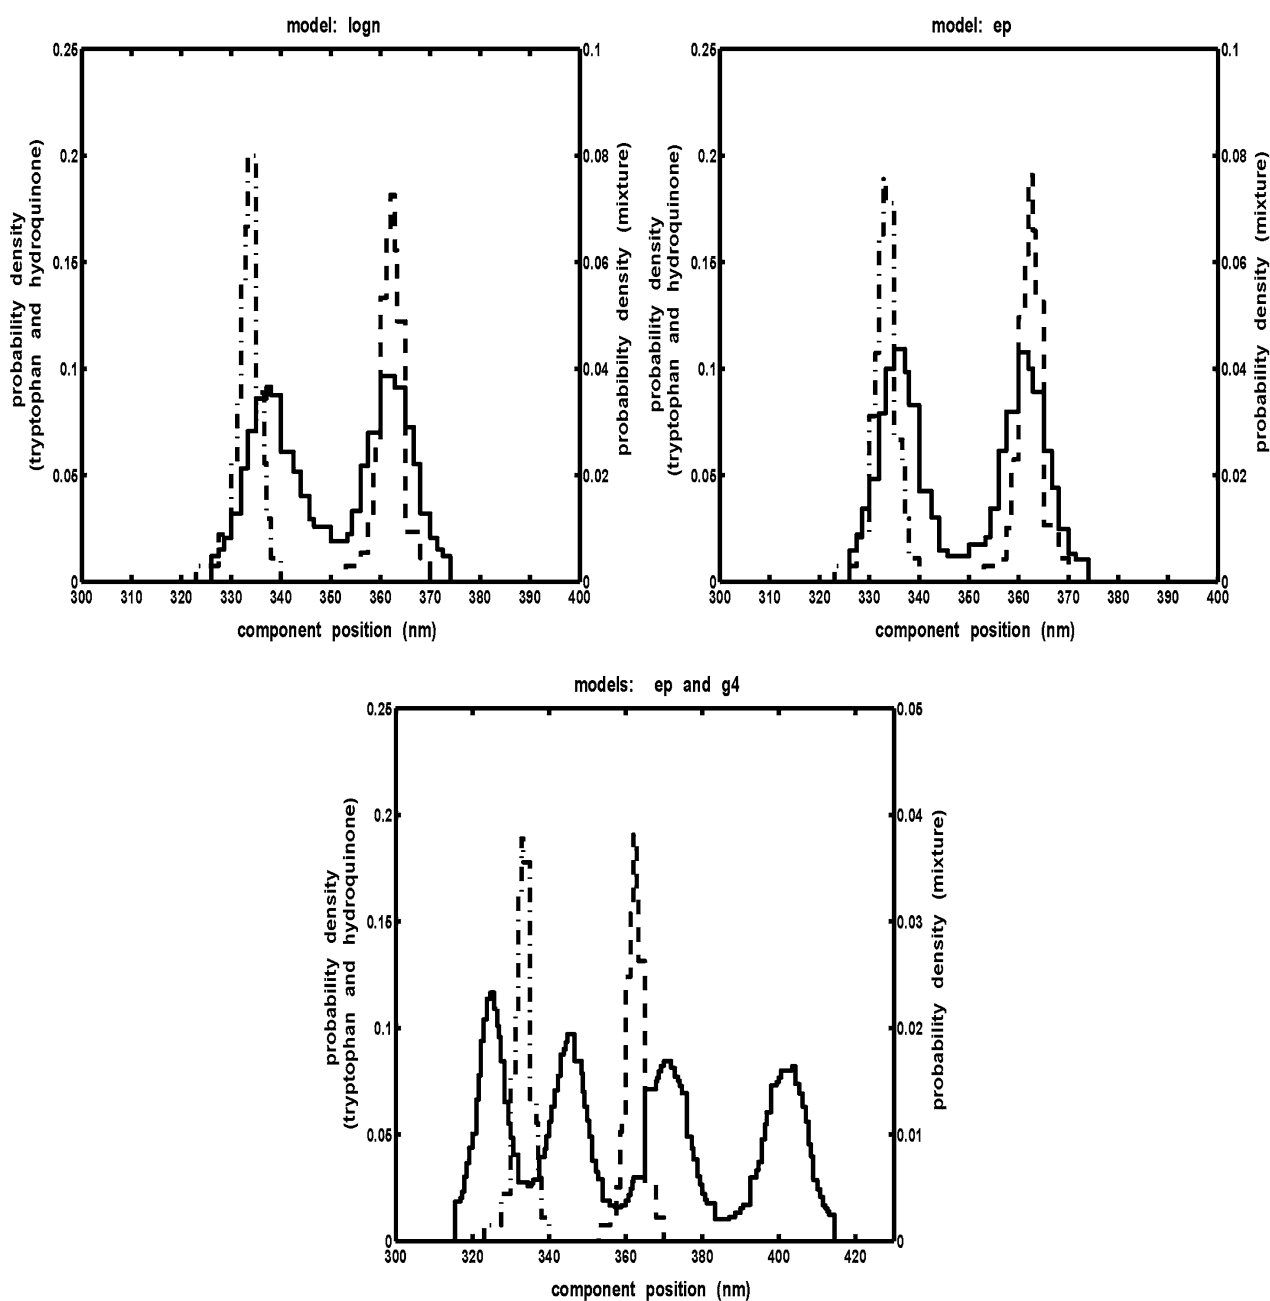 model: logn
0.25
0.2
0.15
0.1
0.05
0
0.1
0.08
0.06
0.04
0.02
0
300 310 320 330 340 350 360 370 380 390 400
component position (nm)
probability density
(tryptophan and hydroquinone)
probabibilty density (mixture)
model: ep
0.25
0.2
0.15
0.1
0.05
0
0.1
0.08
0.06
0.04
0.02
0
300 310 320 330 340 350 360 370 380 390 400
component position (nm)
probability density
(tryptophan and hydroquinone)
probability density (mixture)
models: ep and g4
0.25
0.2
0.15
0.1
0.05
0
0.05
0.04
0.03
0.02
0.01
0
300 320 340 360 380 400 420
component position (nm)
probability density
(tryptophan and hydroquinone)
probability density (mixture)